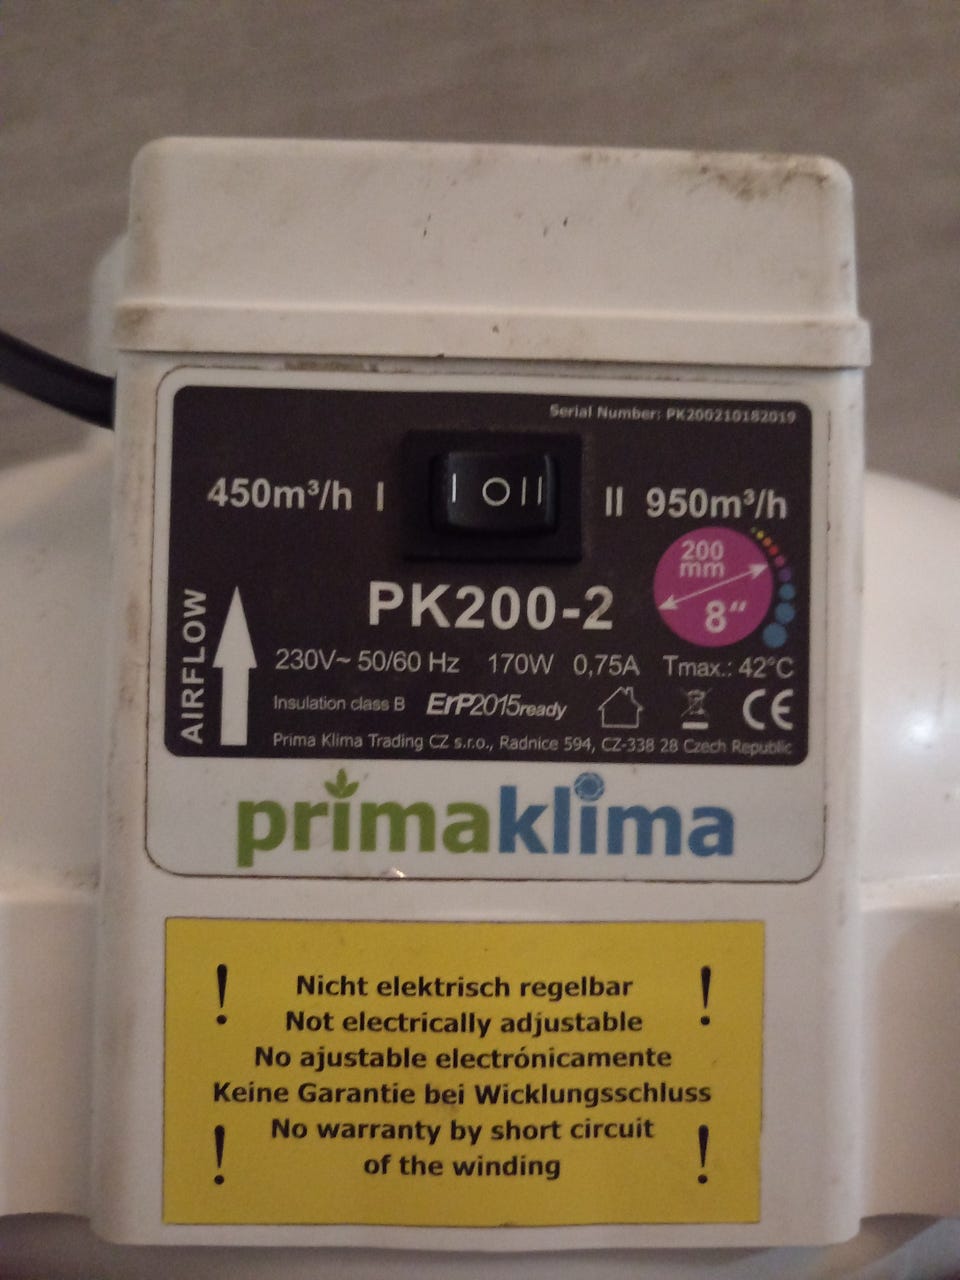 Serial Number: PK200210182019
450m³/h I I O II II 950m³/h
200
mm
8“
PK200-2
AIRFLOW
230V~ 50/60 Hz 170W 0,75A Tmax.: 42°C
Insulation class B ErP2015ready CE
Prima Klima Trading CZ s.r.o., Radnice 594, CZ-338 28 Czech Republic
primaklima
! Nicht elektrisch regelbar !
Not electrically adjustable
No ajustable electrónicamente
Keine Garantie bei Wicklungsschluss
! No warranty by short circuit !
of the winding